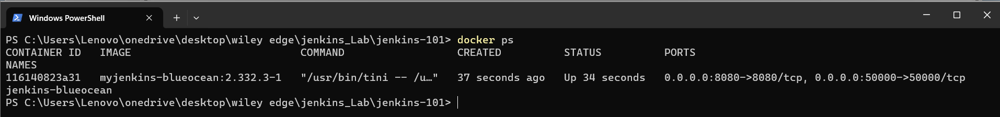 Windows PowerShell
PS C:\Users\Lenovo\onedrive\desktop\wiley edge\jenkins_Lab\jenkins-101> docker ps
CONTAINER ID   IMAGE                           COMMAND                  CREATED          STATUS          PORTS
NAMES
116140823a31   myjenkins-blueocean:2.332.3-1   "/usr/bin/tini -- /u…"   37 seconds ago   Up 34 seconds   0.0.0.0:8080->8080/tcp, 0.0.0.0:50000->50000/tcp
jenkins-blueocean
PS C:\Users\Lenovo\onedrive\desktop\wiley edge\jenkins_Lab\jenkins-101>